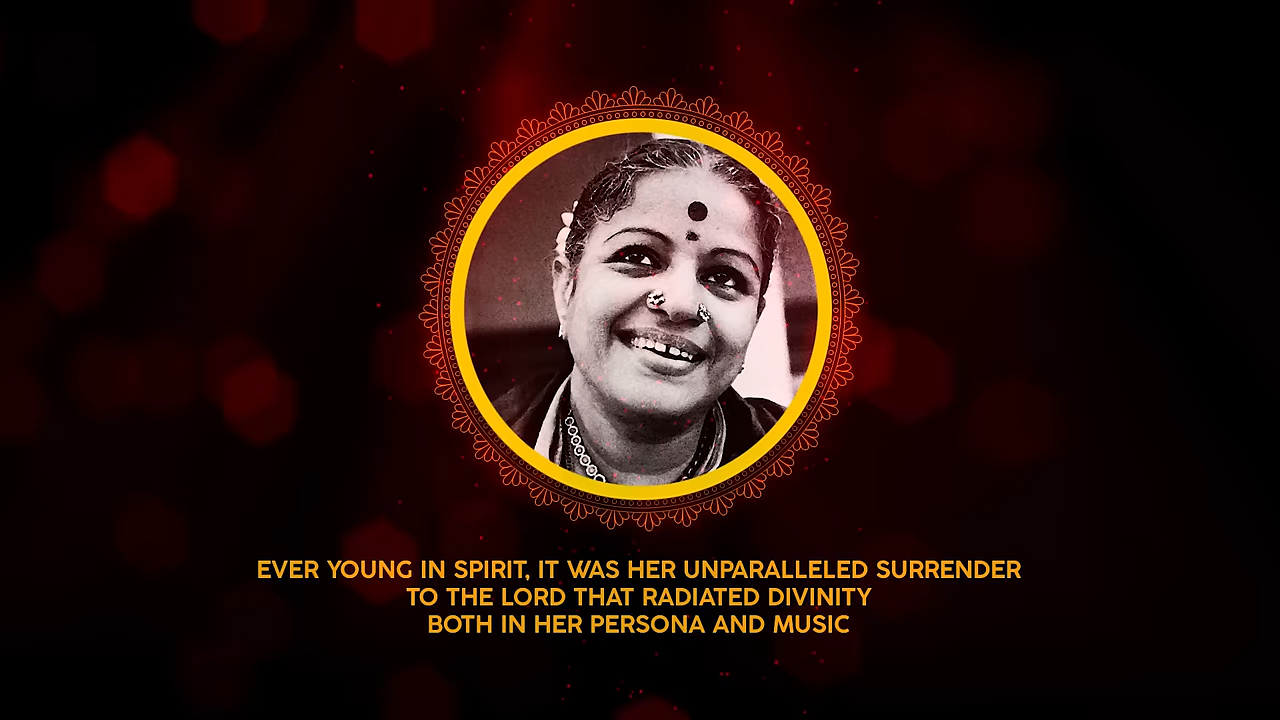 EVER YOUNG IN SPIRIT, IT WAS HER UNPARALLELED SURRENDER
TO THE LORD THAT RADIATED DIVINITY
BOTH IN HER PERSONA AND MUSIC